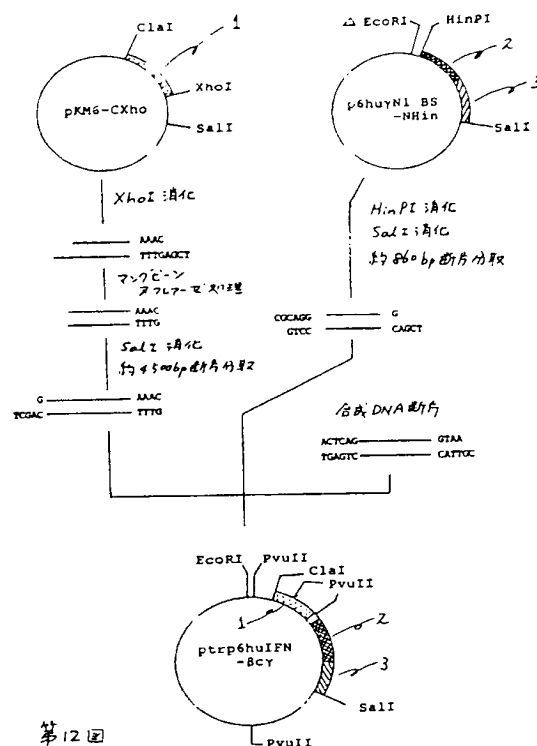 ClaI
1
XhoI
pKM6-CXho
SalI
XhoI 消化
AAAC
TTTGAGCT
マングビーン
ヌクレアーゼ処理
AAAC
TTTG
SalI 消化
約4500bp断片分取
G AAAC
TCGAC TTTG
△ EcoRI HinPI
2
3
p6huγN1 BS
-NHin
SalI
HinPI 消化
SalI 消化
約860bp断片分取
CGCAGG G
GTCC CAGCT
合成DNA断片
ACTCAG GTAA
TGAGTC CATTGC
EcoRI PvuII
ClaI
PvuII
1
2
ptrp6huIFN
-βcγ
3
SalI
PvuII
第12図